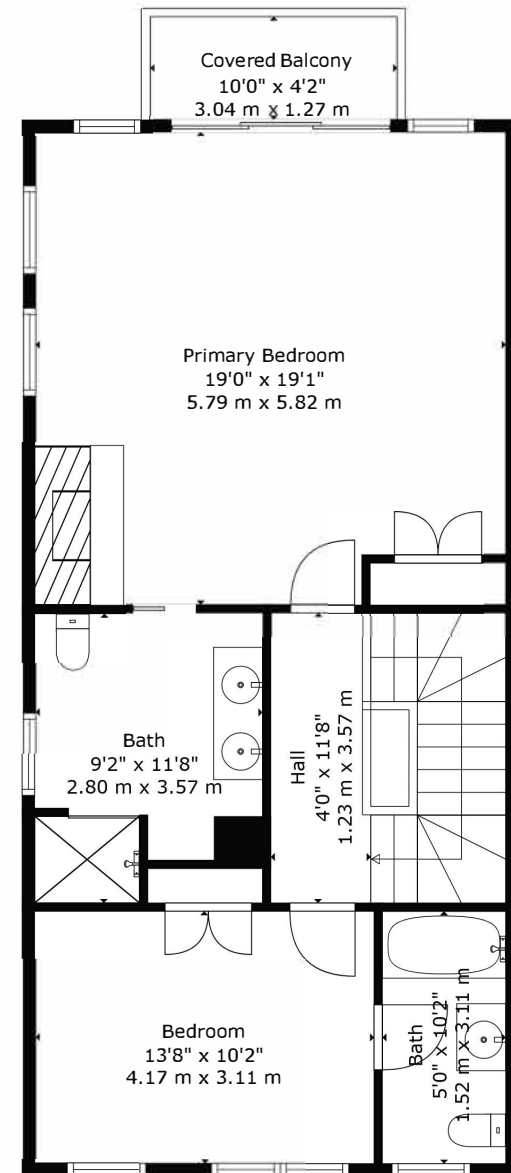 Covered Balcony
10'0" x 4'2"
3.04 m x 1.27 m
Primary Bedroom
19'0" x 19'1"
5.79 m x 5.82 m
Bath
9'2" x 11'8"
2.80 m x 3.57 m
Hall
4'0" x 11'8"
1.23 m x 3.57 m
Bedroom
13'8" x 10'2"
4.17 m x 3.11 m
Bath
5'0" x 10'2"
1.52 m x 3.11 m